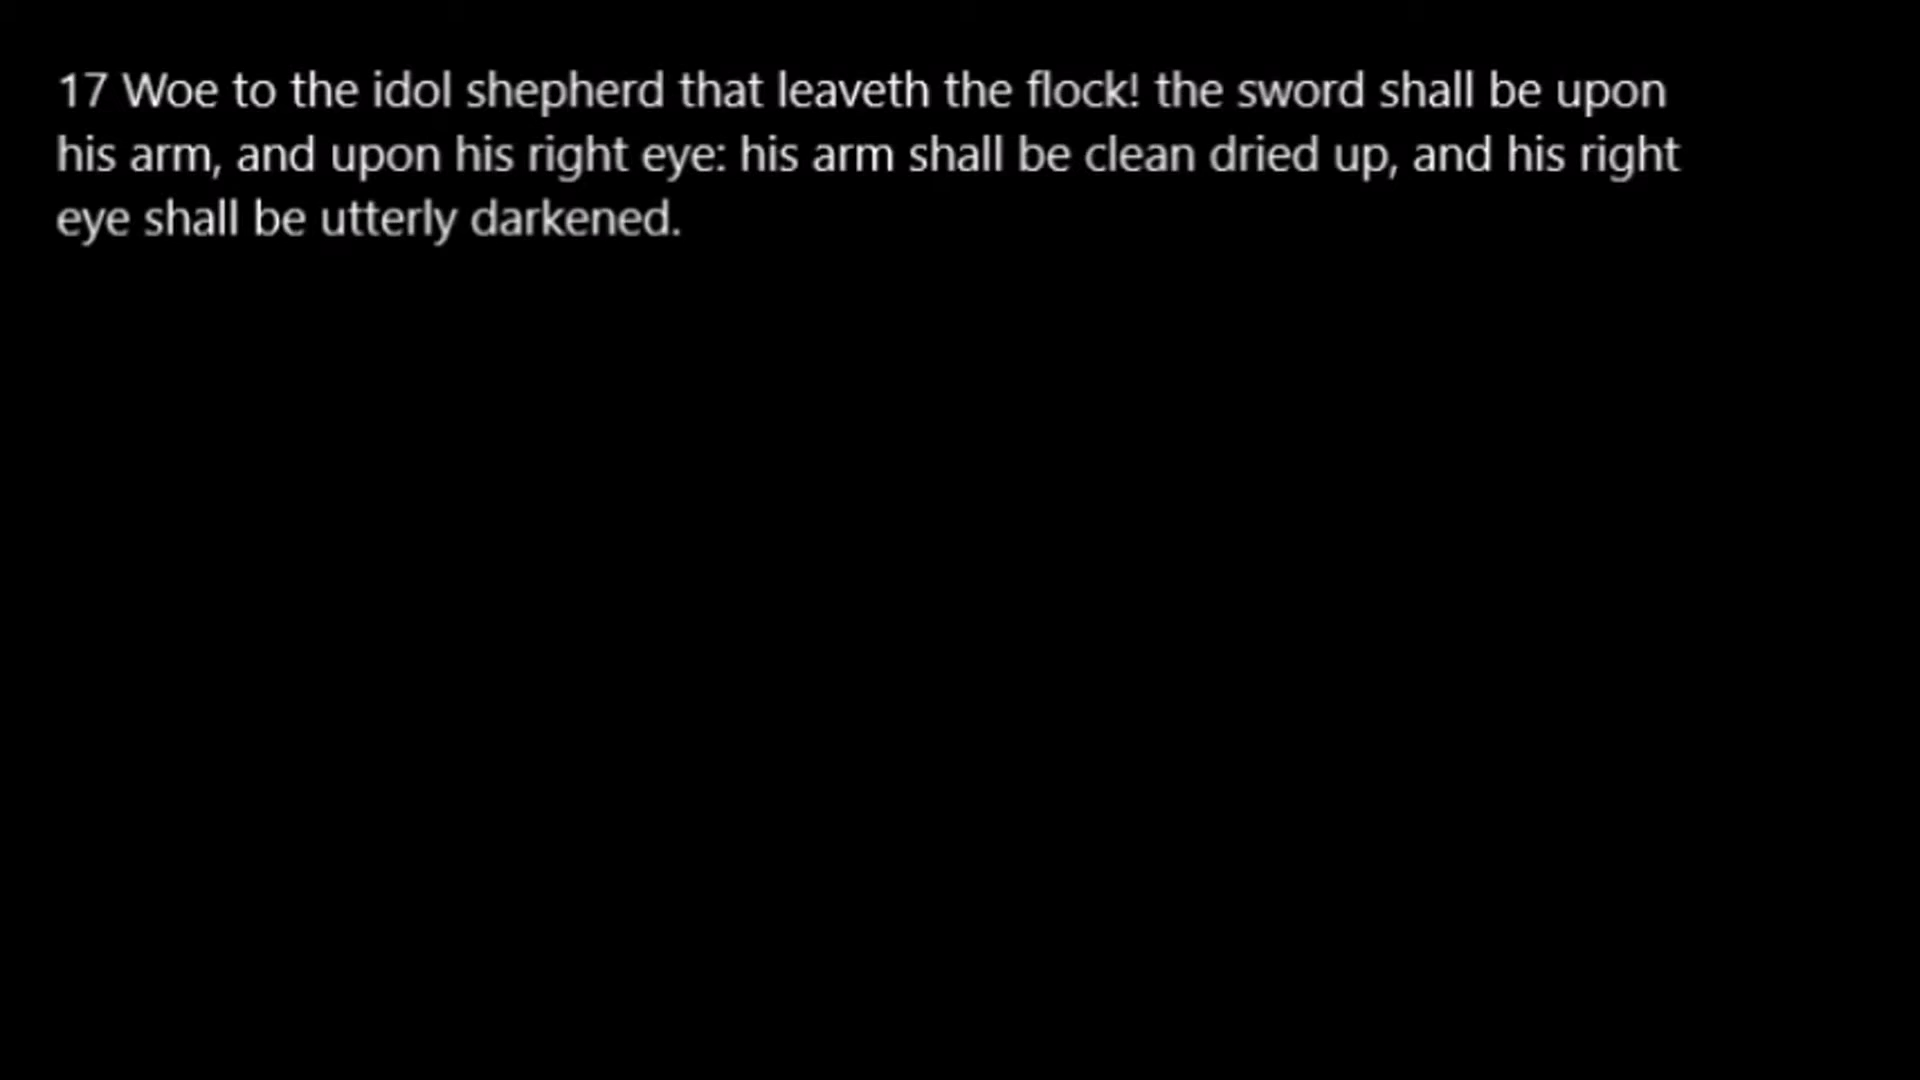 17 Woe to the idol shepherd that leaveth the flock! the sword shall be upon
his arm, and upon his right eye: his arm shall be clean dried up, and his right
eye shall be utterly darkened.